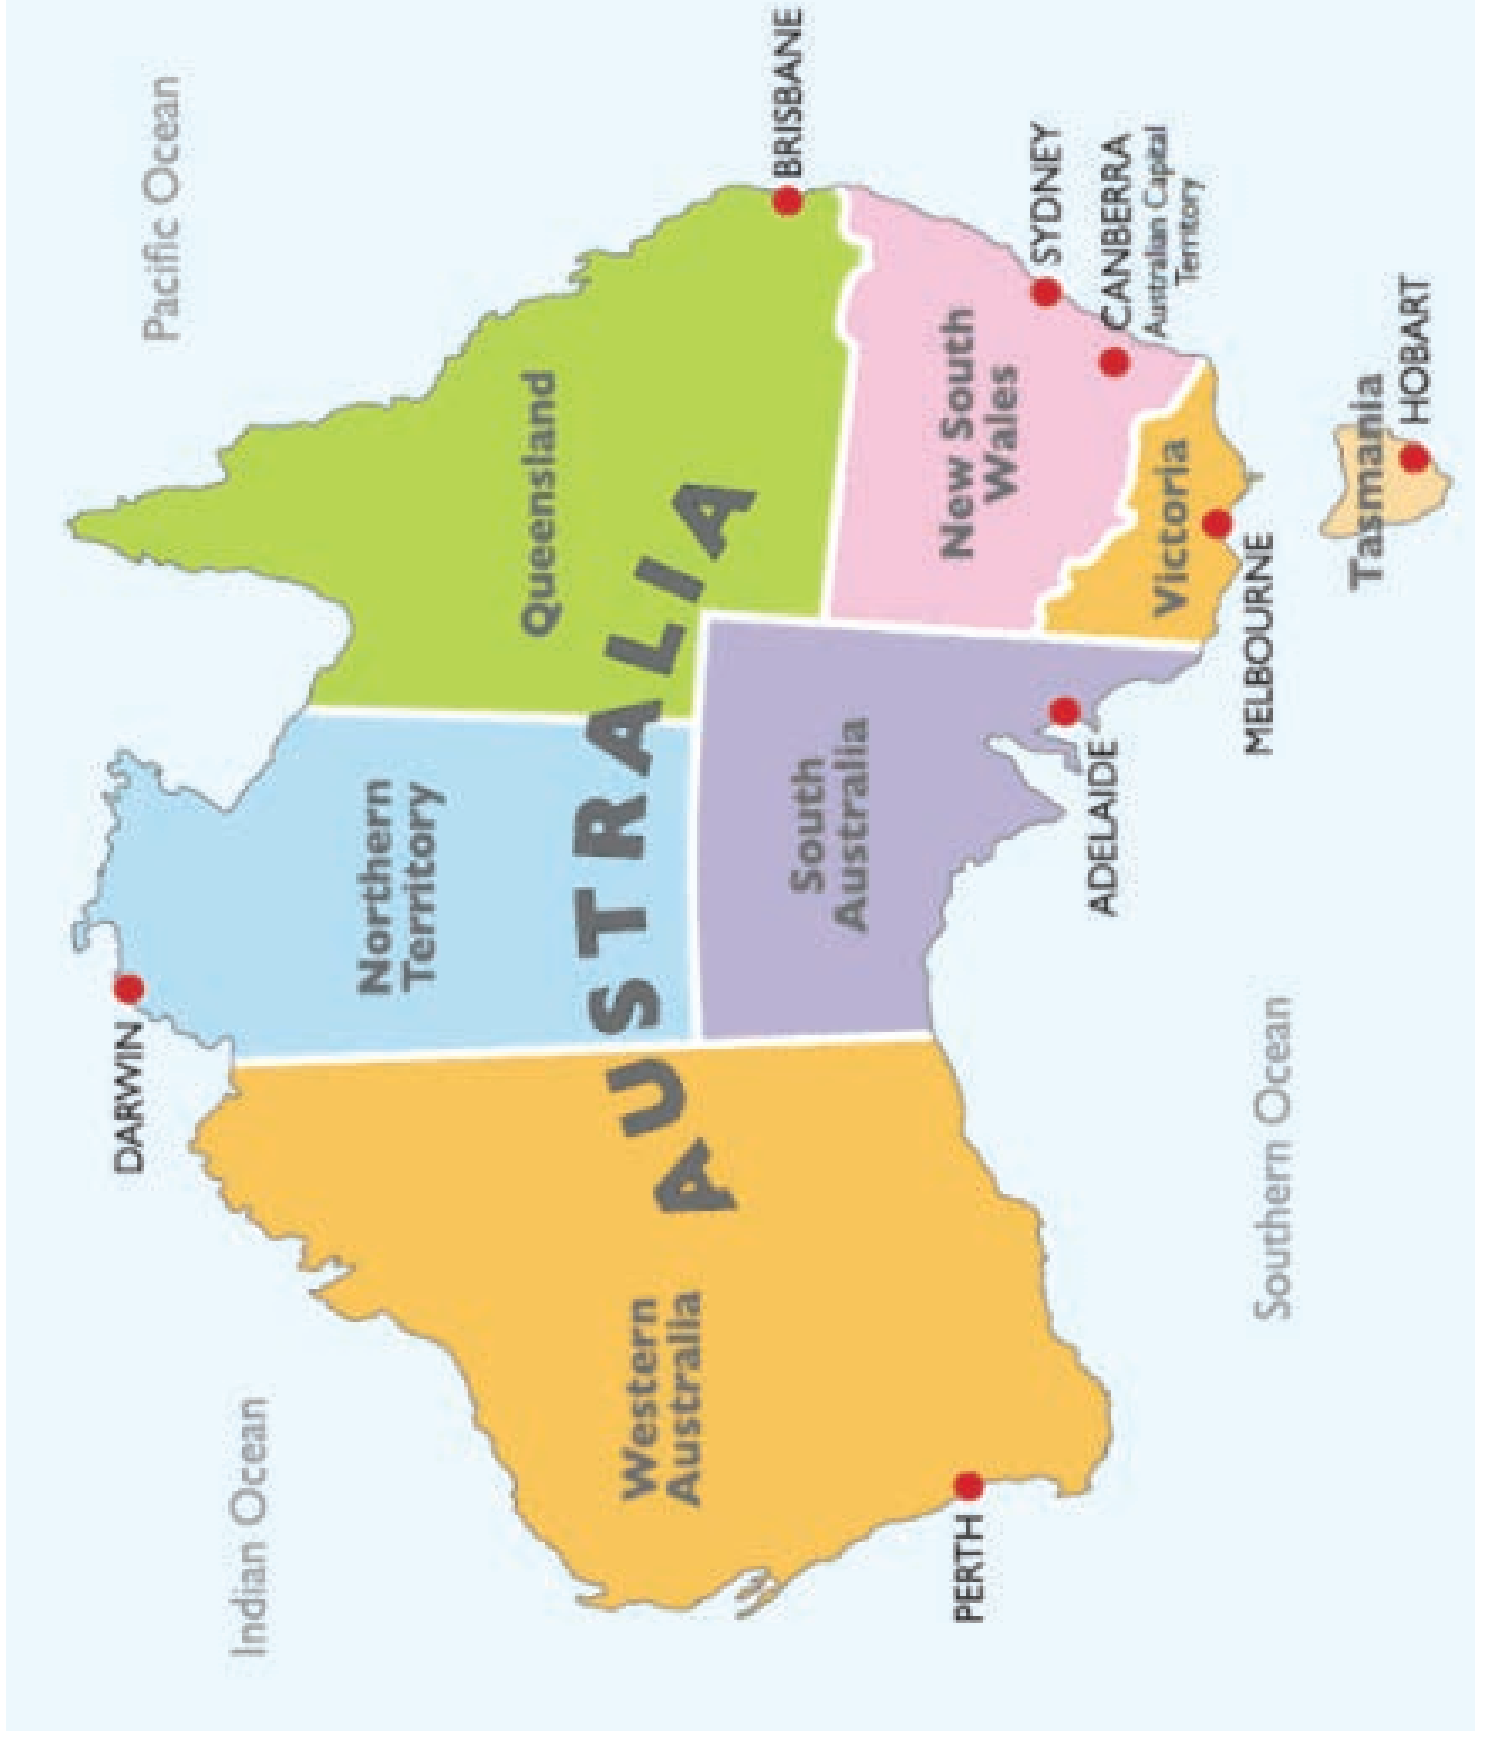 Pacific Ocean
Indian Ocean
DARWIN
Northern
Territory
Queensland
AUSTRALIA
Western
Australia
South
Australia
BRISBANE
New South
Wales
PERTH
SYDNEY
ADELAIDE
CANBERRA
Australian Capital
Territory
Victoria
MELBOURNE
Southern Ocean
Tasmania
HOBART